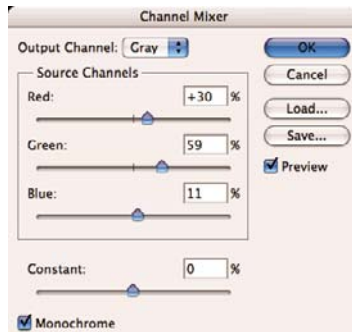 Channel Mixer
Output Channel: Gray
OK
Source Channels
Cancel
Red: +30 %
Load...
Green: 59 %
Save...
Preview
Blue: 11 %
Constant: 0 %
Monochrome